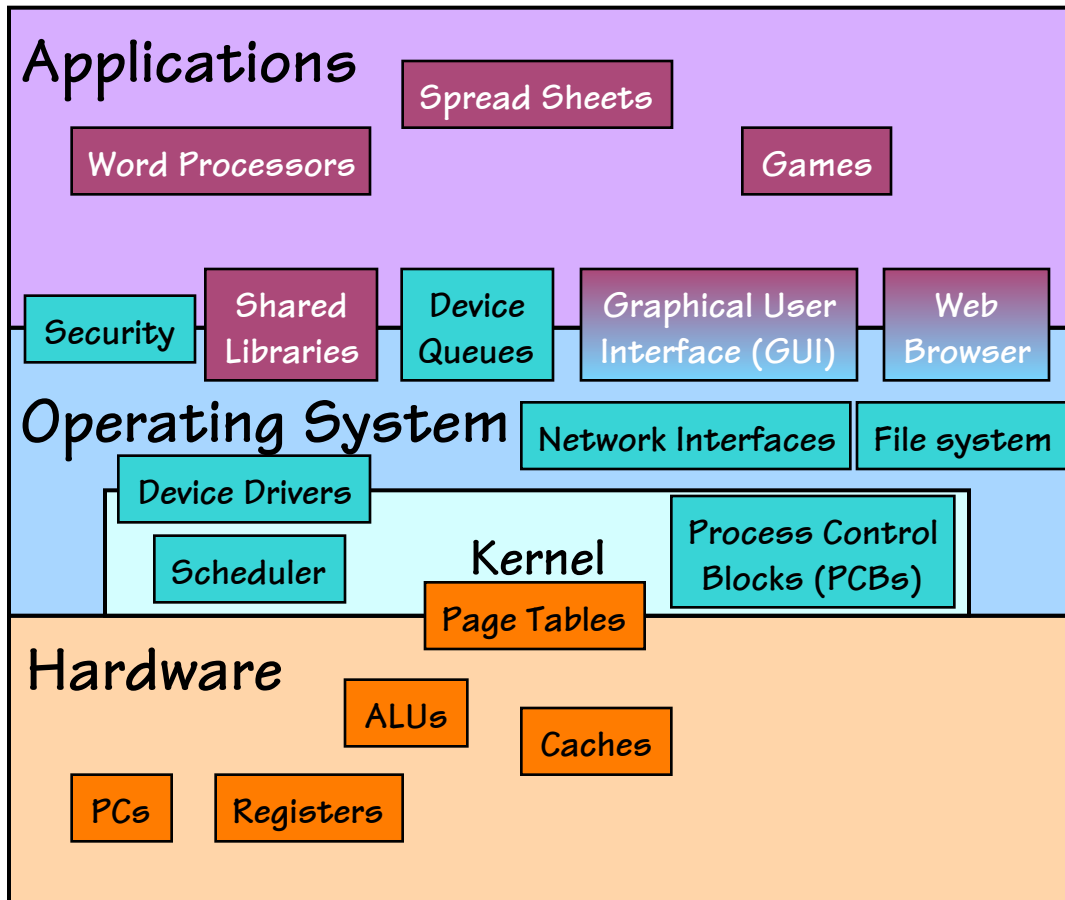 Applications
Spread Sheets
Word Processors
Games
Security
Shared
Libraries
Device
Queues
Graphical User
Interface (GUI)
Web
Browser
Operating System
Network Interfaces
File system
Device Drivers
Scheduler
Kernel
Process Control
Blocks (PCBs)
Page Tables
Hardware
ALUs
Caches
PCs
Registers